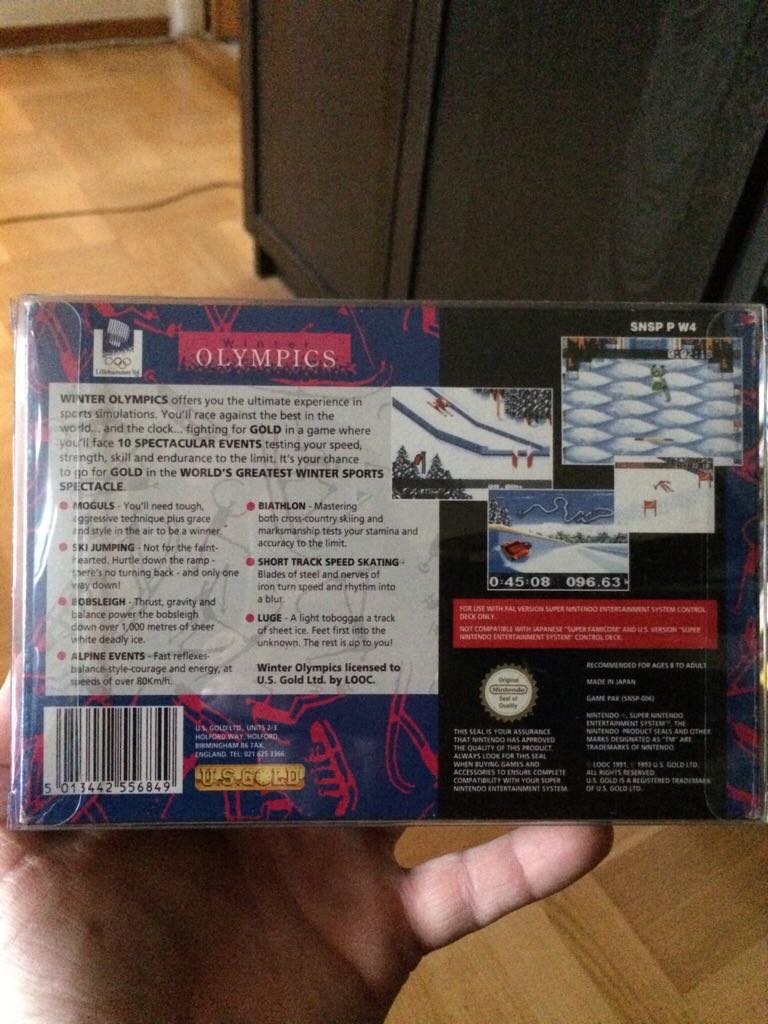 SNSP P W4
Lillehammer '94
Winter
OLYMPICS
0:02:18
WINTER OLYMPICS offers you the ultimate experience in
sports simulations. You'll race against the best in the
world... and the clock... fighting for GOLD in a game where
you'll face 10 SPECTACULAR EVENTS testing your speed,
strength, skill and endurance to the limit. It's your chance
to go for GOLD in the WORLD'S GREATEST WINTER SPORTS
SPECTACLE.
MOGULS - You'll need tough,
aggressive technique plus grace
and style in the air to be a winner.
SKI JUMPING - Not for the faint-
hearted. Hurtle down the ramp -
there's no turning back - and only one
way down!
BOBSLEIGH - Thrust, gravity and
balance power the bobsleigh
down over 1,000 metres of sheer
white deadly ice.
ALPINE EVENTS - Fast reflexes-
balance-style-courage and energy, at
speeds of over 80Km/h.
BIATHLON - Mastering
both cross-country skiing and
marksmanship tests your stamina and
accuracy to the limit.
SHORT TRACK SPEED SKATING -
Blades of steel and nerves of
iron turn speed and rhythm into
a blur.
LUGE - A light toboggan a track
of sheet ice. Feet first into the
unknown. The rest is up to you!
Winter Olympics licensed to
U.S. Gold Ltd. by LOOC.
0:45:08 096.63
FOR USE WITH PAL VERSION SUPER NINTENDO ENTERTAINMENT SYSTEM CONTROL
DECK ONLY.
NOT COMPATIBLE WITH JAPANESE "SUPER FAMICOM" AND U.S. VERSION "SUPER
NINTENDO ENTERTAINMENT SYSTEM" CONTROL DECK.
Original
Nintendo
Seal of
Quality
THIS SEAL IS YOUR ASSURANCE
THAT NINTENDO HAS APPROVED
THE QUALITY OF THIS PRODUCT.
ALWAYS LOOK FOR THIS SEAL
WHEN BUYING GAMES AND
ACCESSORIES TO ENSURE COMPLETE
COMPATIBILITY WITH YOUR SUPER
NINTENDO ENTERTAINMENT SYSTEM.
RECOMMENDED FOR AGES 8 TO ADULT
MADE IN JAPAN
GAME PAK (SNSP-006)
NINTENDO ®, SUPER NINTENDO
ENTERTAINMENT SYSTEM™, THE
NINTENDO PRODUCT SEALS AND OTHER
MARKS DESIGNATED AS "TM" ARE
TRADEMARKS OF NINTENDO.
© LOOC 1991, © 1993 U.S. GOLD LTD.
ALL RIGHTS RESERVED.
U.S. GOLD IS A REGISTERED TRADEMARK
OF U.S. GOLD LTD.
5 013442 556849
U.S. GOLD LTD., UNITS 2/3
HOLFORD WAY, HOLFORD,
BIRMINGHAM B6 7AX,
ENGLAND. TEL: 021 625 3366.
U.S. GOLD